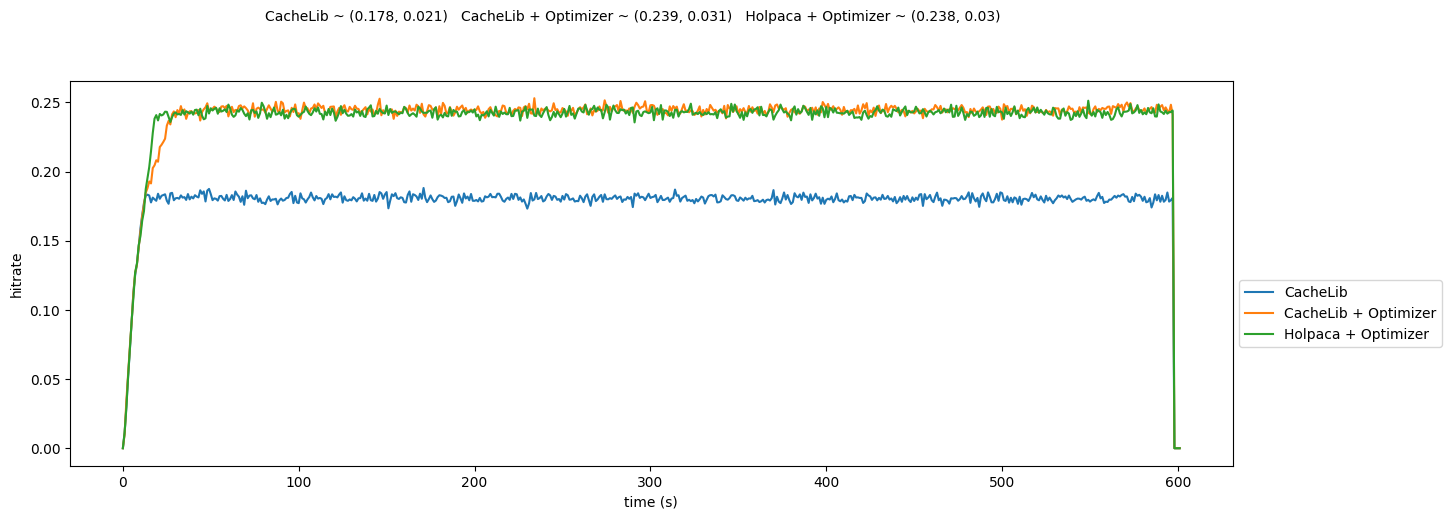 CacheLib ~ (0.178, 0.021)   CacheLib + Optimizer ~ (0.239, 0.031)   Holpaca + Optimizer ~ (0.238, 0.03)
0.25
0.20
0.15
0.10
0.05
0.00
hitrate
0 100 200 300 400 500 600
time (s)
CacheLib
CacheLib + Optimizer
Holpaca + Optimizer